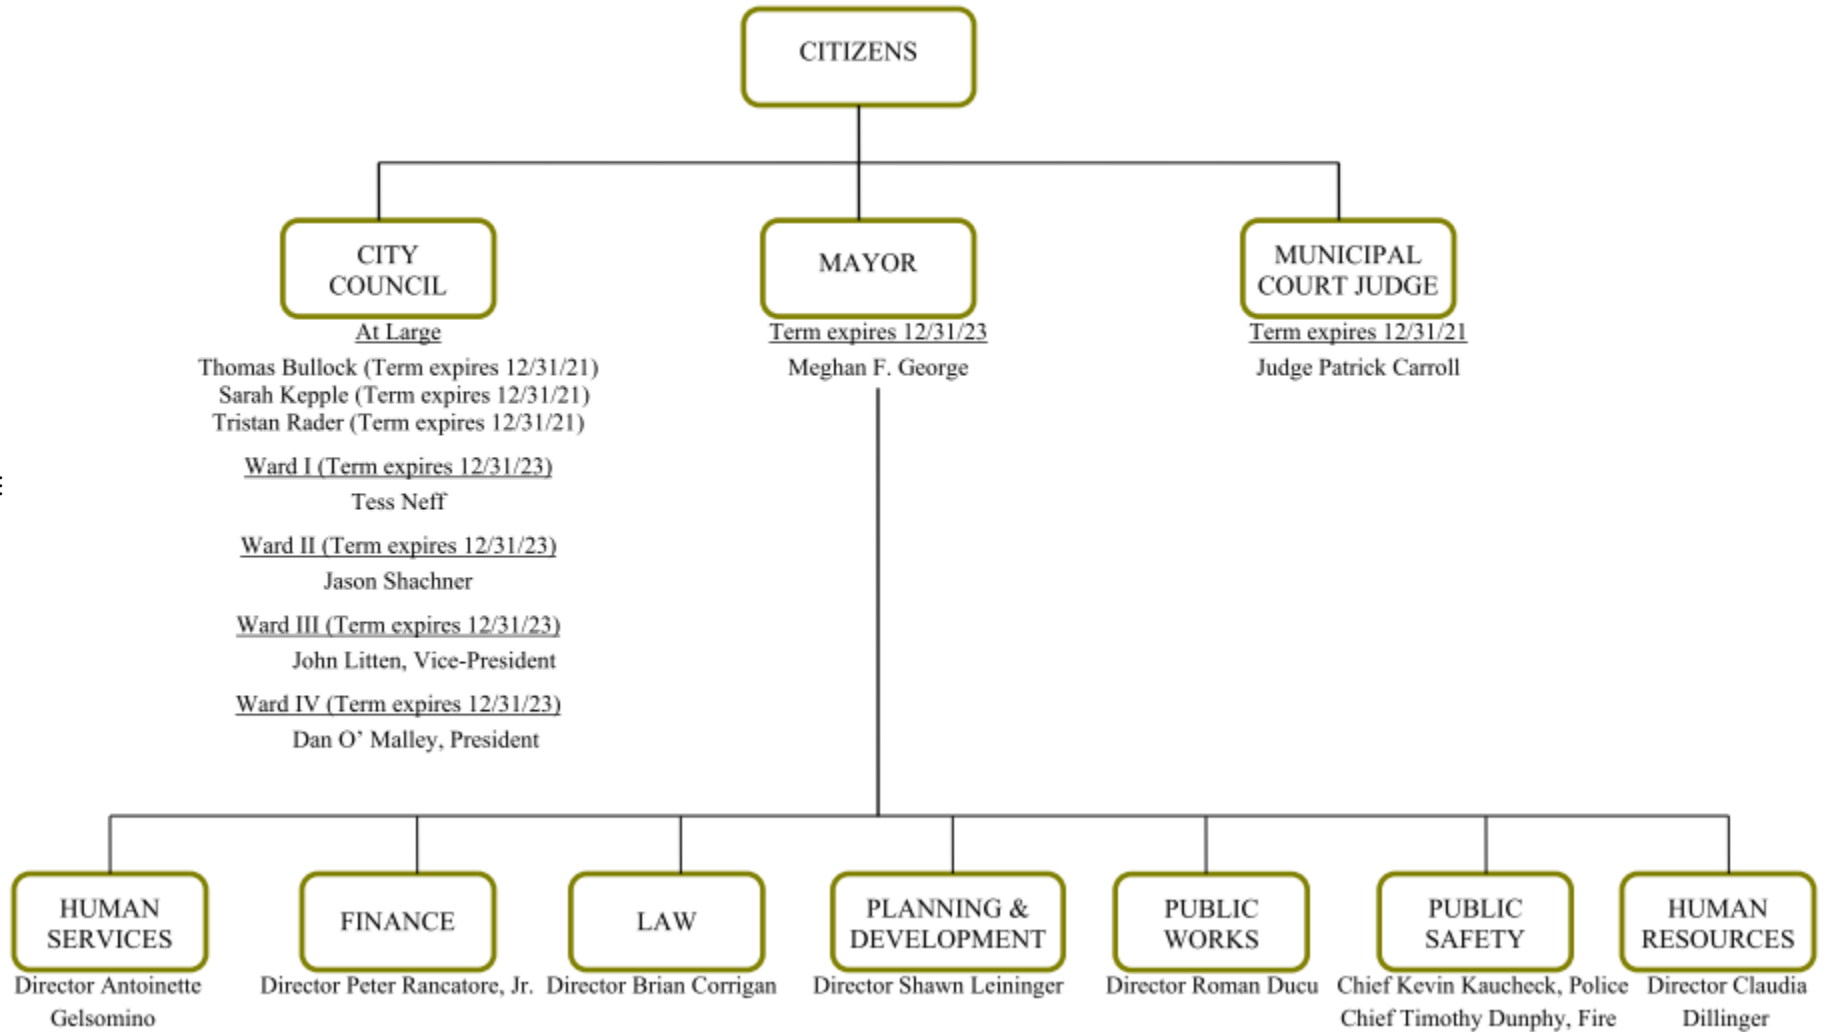 CITIZENS
CITY
COUNCIL
At Large
Thomas Bullock (Term expires 12/31/21)
Sarah Kepple (Term expires 12/31/21)
Tristan Rader (Term expires 12/31/21)
Ward I (Term expires 12/31/23)
Tess Neff
Ward II (Term expires 12/31/23)
Jason Shachner
Ward III (Term expires 12/31/23)
John Litten, Vice-President
Ward IV (Term expires 12/31/23)
Dan O’ Malley, President
MAYOR
Term expires 12/31/23
Meghan F. George
MUNICIPAL
COURT JUDGE
Term expires 12/31/21
Judge Patrick Carroll
HUMAN
SERVICES
Director Antoinette
Gelsomino
FINANCE
Director Peter Rancatore, Jr.
LAW
Director Brian Corrigan
PLANNING &
DEVELOPMENT
Director Shawn Leininger
PUBLIC
WORKS
Director Roman Ducu
PUBLIC
SAFETY
Chief Kevin Kaucheck, Police
Chief Timothy Dunphy, Fire
HUMAN
RESOURCES
Director Claudia
Dillinger